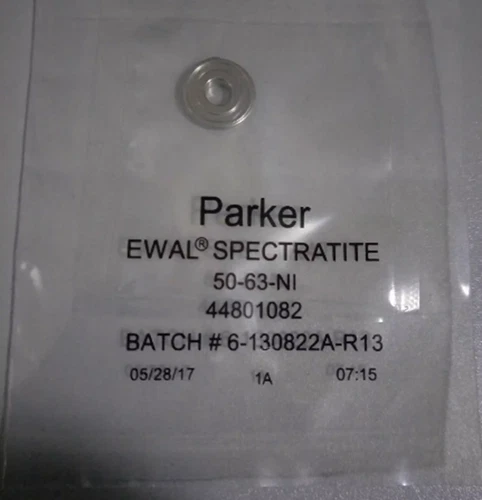 Parker
EWAL® SPECTRATITE
50-63-NI
44801082
BATCH # 6-130822A-R13
05/28/17 1A 07:15